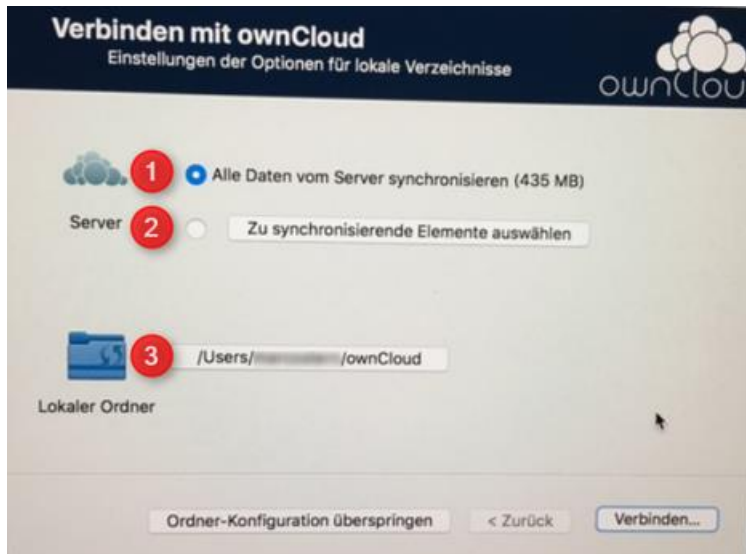 Verbinden mit ownCloud
Einstellungen der Optionen für lokale Verzeichnisse
ownClou
1 Alle Daten vom Server synchronisieren (435 MB)
Server 2 Zu synchronisierende Elemente auswählen
3 /Users/ /ownCloud
Lokaler Ordner
Ordner-Konfiguration überspringen < Zurück Verbinden...